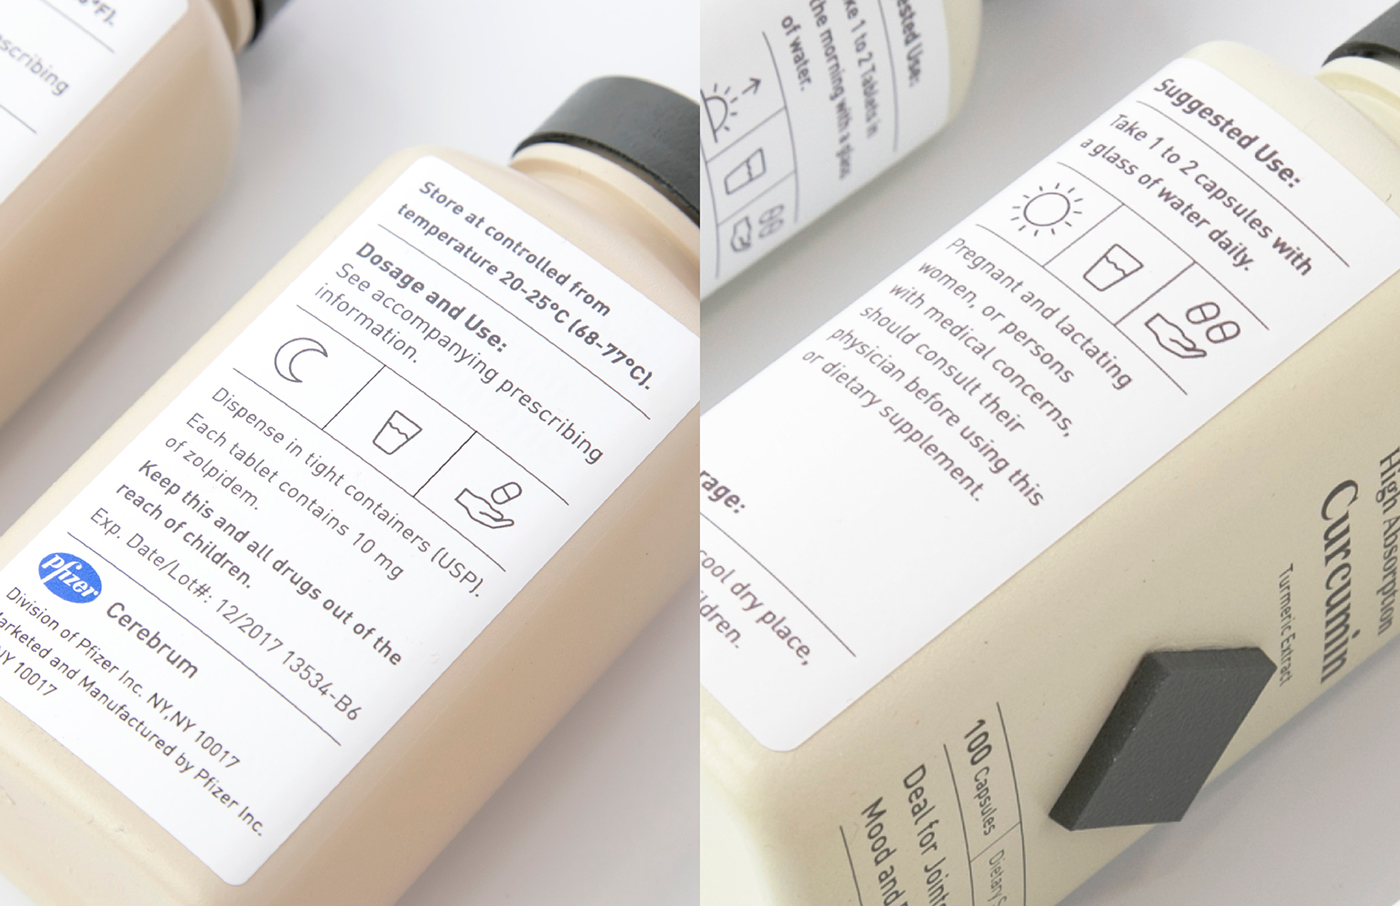 °F).
escribing
Store at controlled from
temperature 20-25°C (68-77°C).
Dosage and Use:
See accompanying prescribing
information.
Dispense in tight containers (USP).
Each tablet contains 10 mg
of zolpidem.
Keep this and all drugs out of the
reach of children.
Exp. Date/Lot#: 12/2017 13534-B6
Pfizer
Cerebrum
Division of Pfizer Inc. NY,NY 10017
Marketed and Manufactured by Pfizer Inc.
NY 10017
ested Use:
ke 1 to 2 Tablets in
the morning with a glass
of water.
Suggested Use:
Take 1 to 2 capsules with
a glass of water daily.
Pregnant and lactating
women, or persons
with medical concerns,
should consult their
physician before using this
or dietary supplement.
rage:
cool dry place,
ldren.
High Absorption
Curcumin
Turmeric Extract
100 Capsules
Dietary S
Deal for Joints
Mood and